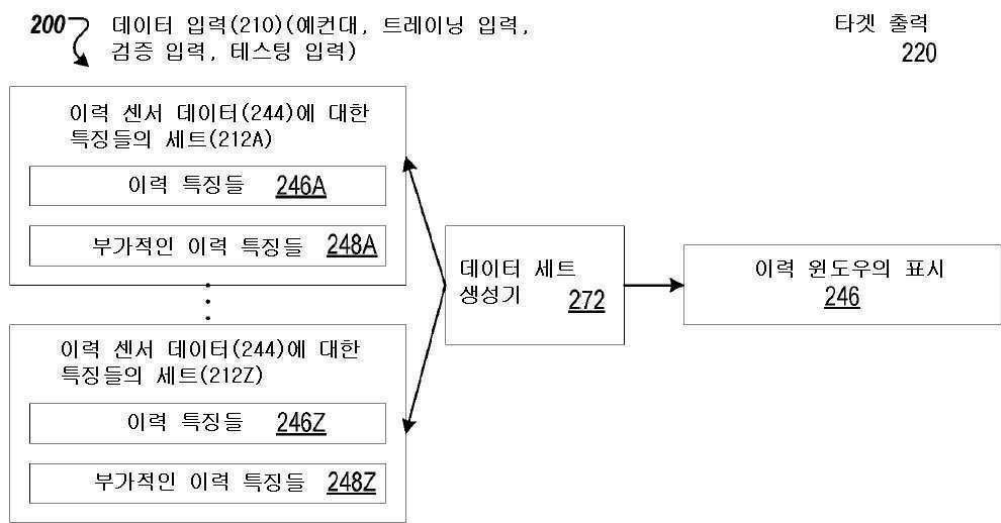 200 데이터 입력(210)(예컨대, 트레이닝 입력,
검증 입력, 테스팅 입력)
타겟 출력
220
이력 센서 데이터(244)에 대한
특징들의 세트(212A)
이력 특징들 246A
부가적인 이력 특징들 248A
이력 센서 데이터(244)에 대한
특징들의 세트(212Z)
이력 특징들 246Z
부가적인 이력 특징들 248Z
데이터 세트
생성기 272
이력 윈도우의 표시
246